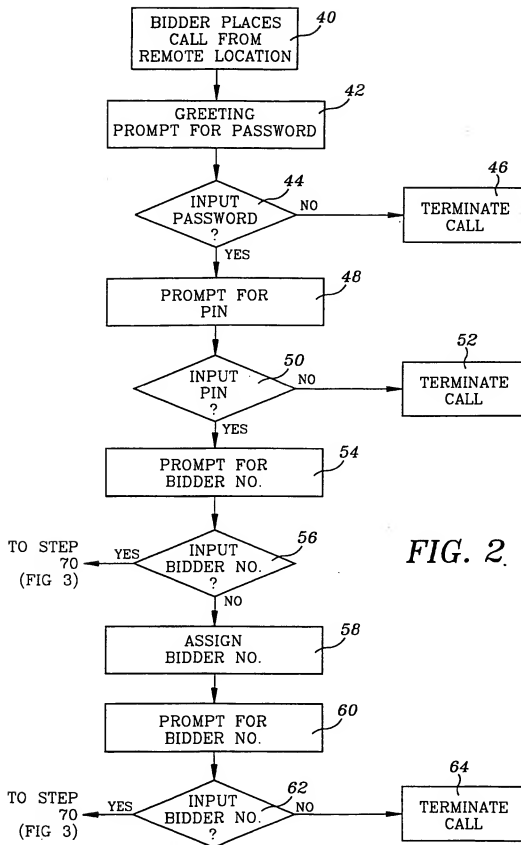 BIDDER PLACES
CALL FROM
REMOTE LOCATION
40
GREETING
PROMPT FOR PASSWORD
42
INPUT
PASSWORD
?
44
NO
TERMINATE
CALL
46
YES
PROMPT FOR
PIN
48
INPUT
PIN
?
50
NO
TERMINATE
CALL
52
YES
PROMPT FOR
BIDDER NO.
54
TO STEP
70
(FIG 3)
YES
INPUT
BIDDER NO.
?
56
FIG. 2
NO
ASSIGN
BIDDER NO.
58
PROMPT FOR
BIDDER NO.
60
TO STEP
70
(FIG 3)
YES
INPUT
BIDDER NO.
?
62
NO
TERMINATE
CALL
64